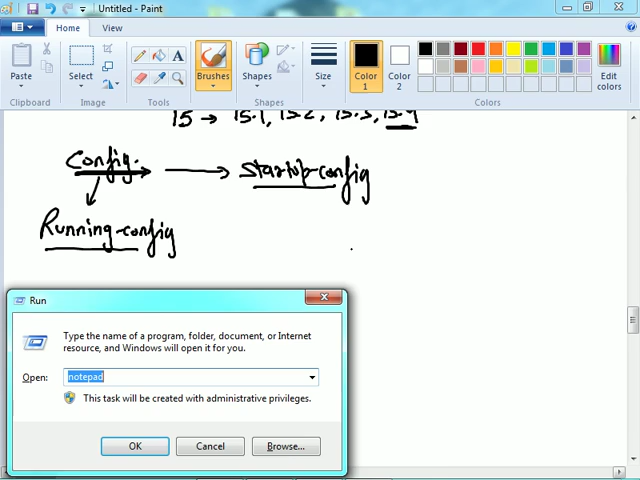 Untitled - Paint
Home View
Paste Select Brushes Shapes Size Color 1 Color 2 Edit colors
Clipboard Image Tools Shapes Colors
15 → 15.1, 15.2, 15.3, 15.4
Config. → Startup-config
Running-config
Run
Type the name of a program, folder, document, or Internet
resource, and Windows will open it for you.
Open: notepad
This task will be created with administrative privileges.
OK Cancel Browse...